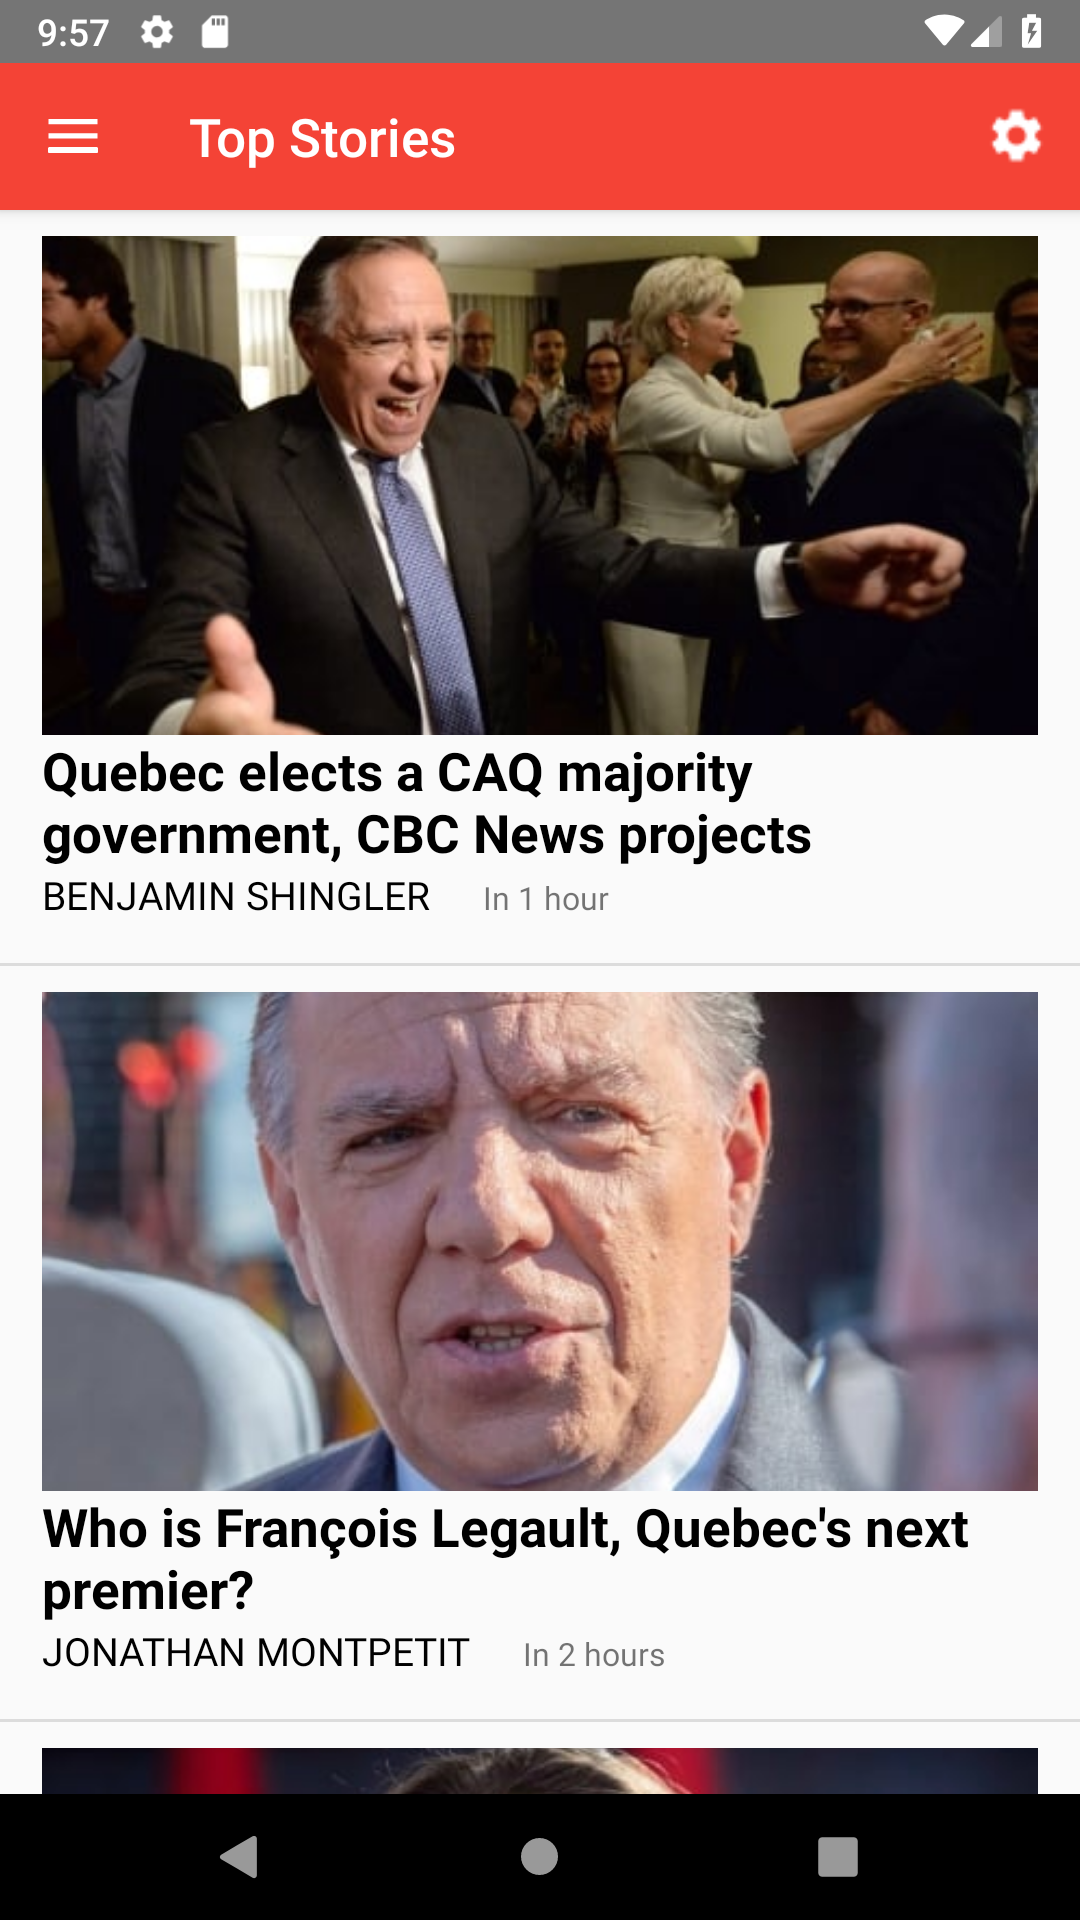 9:57
Top Stories
Quebec elects a CAQ majority
government, CBC News projects
BENJAMIN SHINGLER In 1 hour
Who is François Legault, Quebec's next
premier?
JONATHAN MONTPETIT In 2 hours